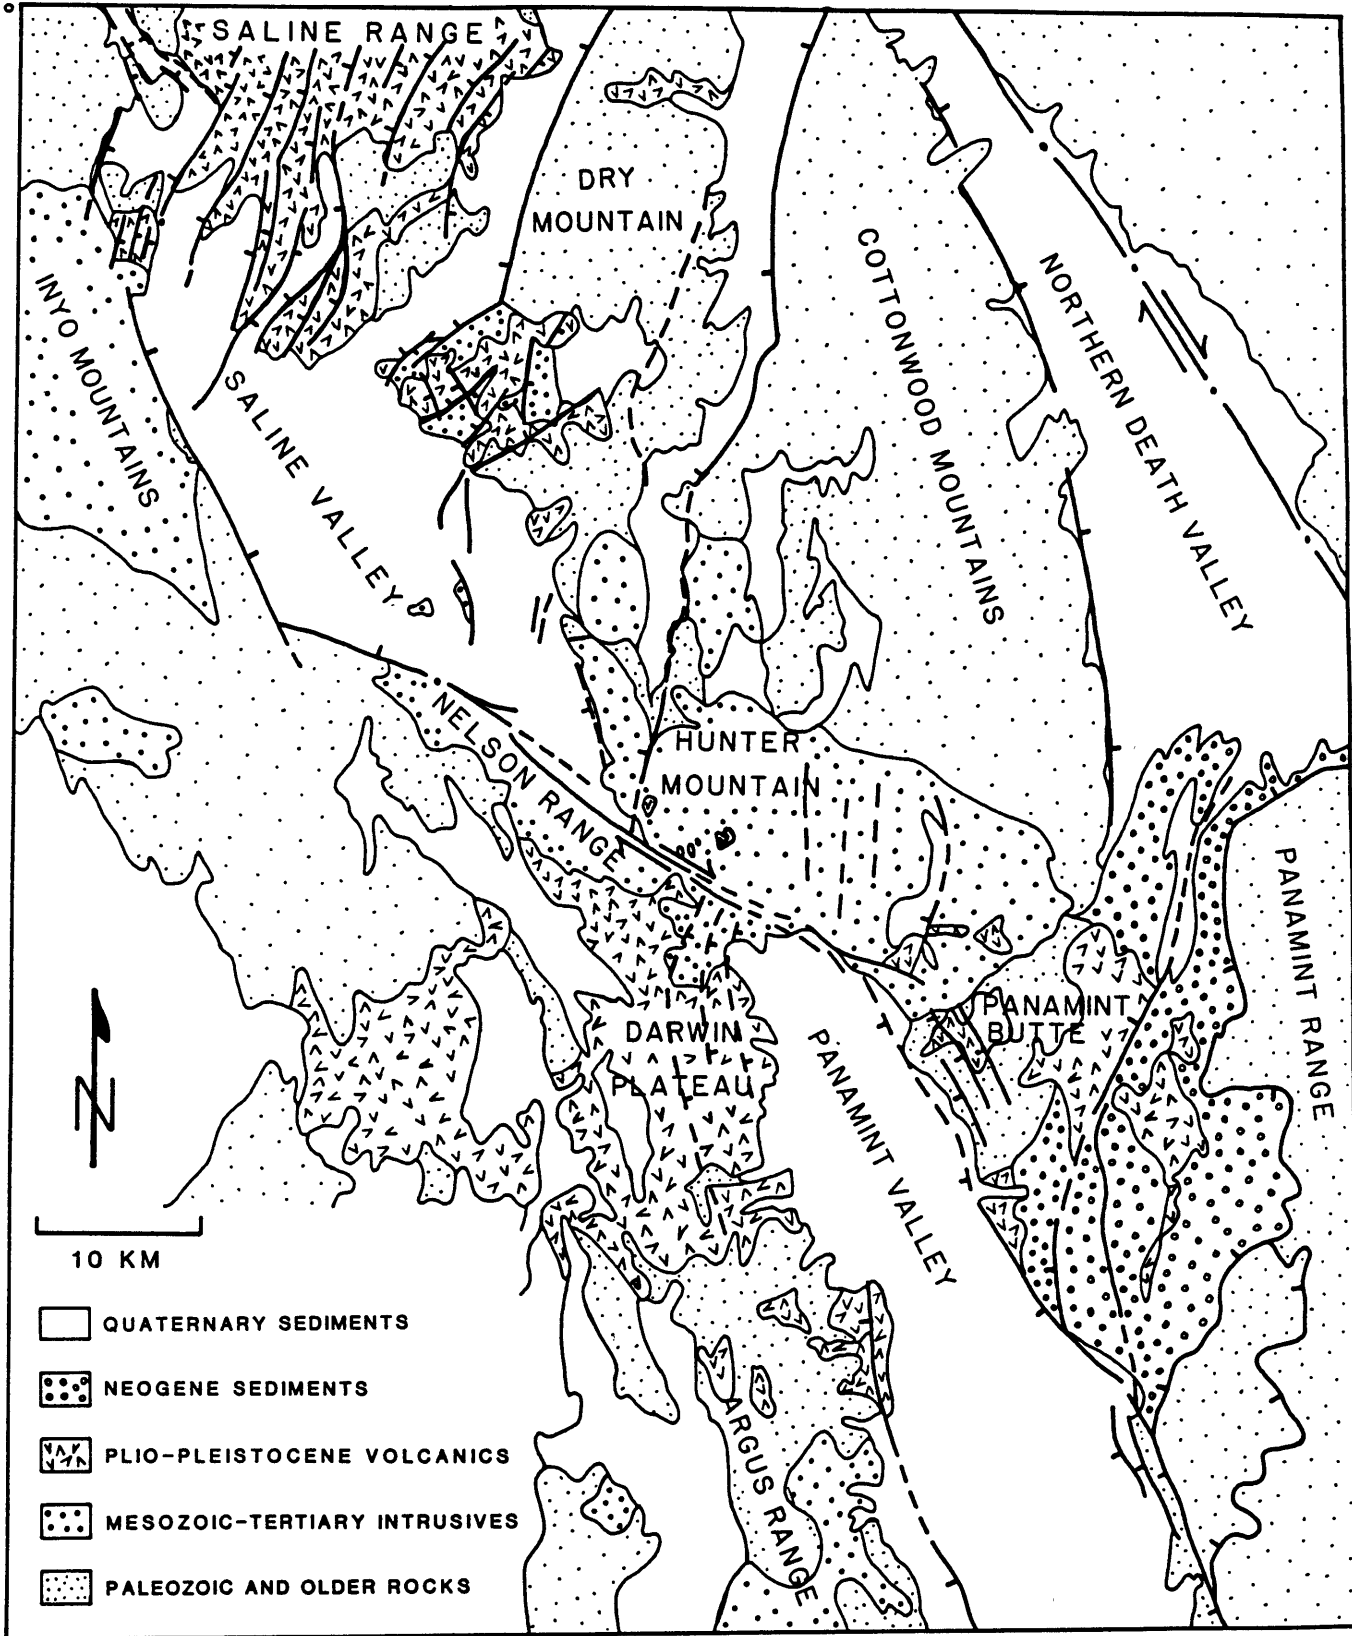 SALINE RANGE
DRY
MOUNTAIN
INYO MOUNTAINS
SALINE VALLEY
COTTONWOOD MOUNTAINS
NORTHERN DEATH VALLEY
NELSON RANGE
HUNTER
MOUNTAIN
PANAMINT RANGE
PANAMINT
BUTTE
DARWIN
PLATEAU
PANAMINT VALLEY
ARGUS RANGE
N
10 KM
QUATERNARY SEDIMENTS
NEOGENE SEDIMENTS
PLIO-PLEISTOCENE VOLCANICS
MESOZOIC-TERTIARY INTRUSIVES
PALEOZOIC AND OLDER ROCKS